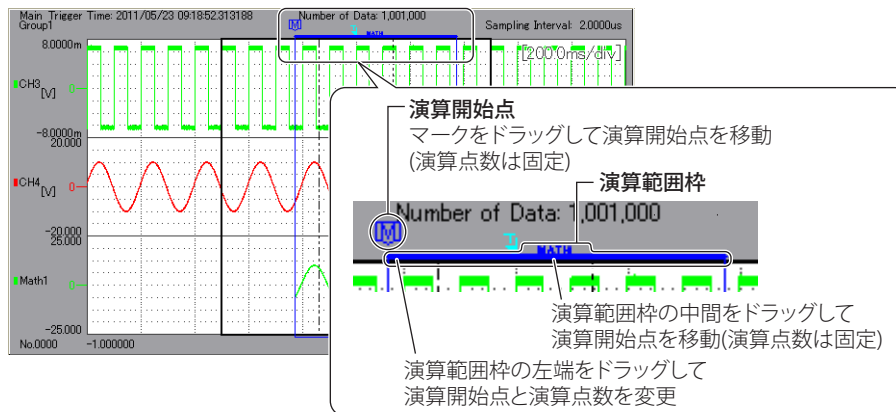 Main Trigger Time: 2011/05/23 09:18:52.313188
Number of Data: 1,001,000
Group1
M
Sampling Interval: 2.0000us
MATH
8.0000m
[200.0ms/div]
CH3
[V]
0
-8.0000m
20.000
CH4
[V]
0
-20.000
25.000
Math1
0
-25.000
No.0000
-1.000000
演算開始点
マークをドラッグして演算開始点を移動
(演算点数は固定)
演算範囲枠
Number of Data: 1,001,000
M
MATH
演算範囲枠の中間をドラッグして
演算開始点を移動(演算点数は固定)
演算範囲枠の左端をドラッグして
演算開始点と演算点数を変更